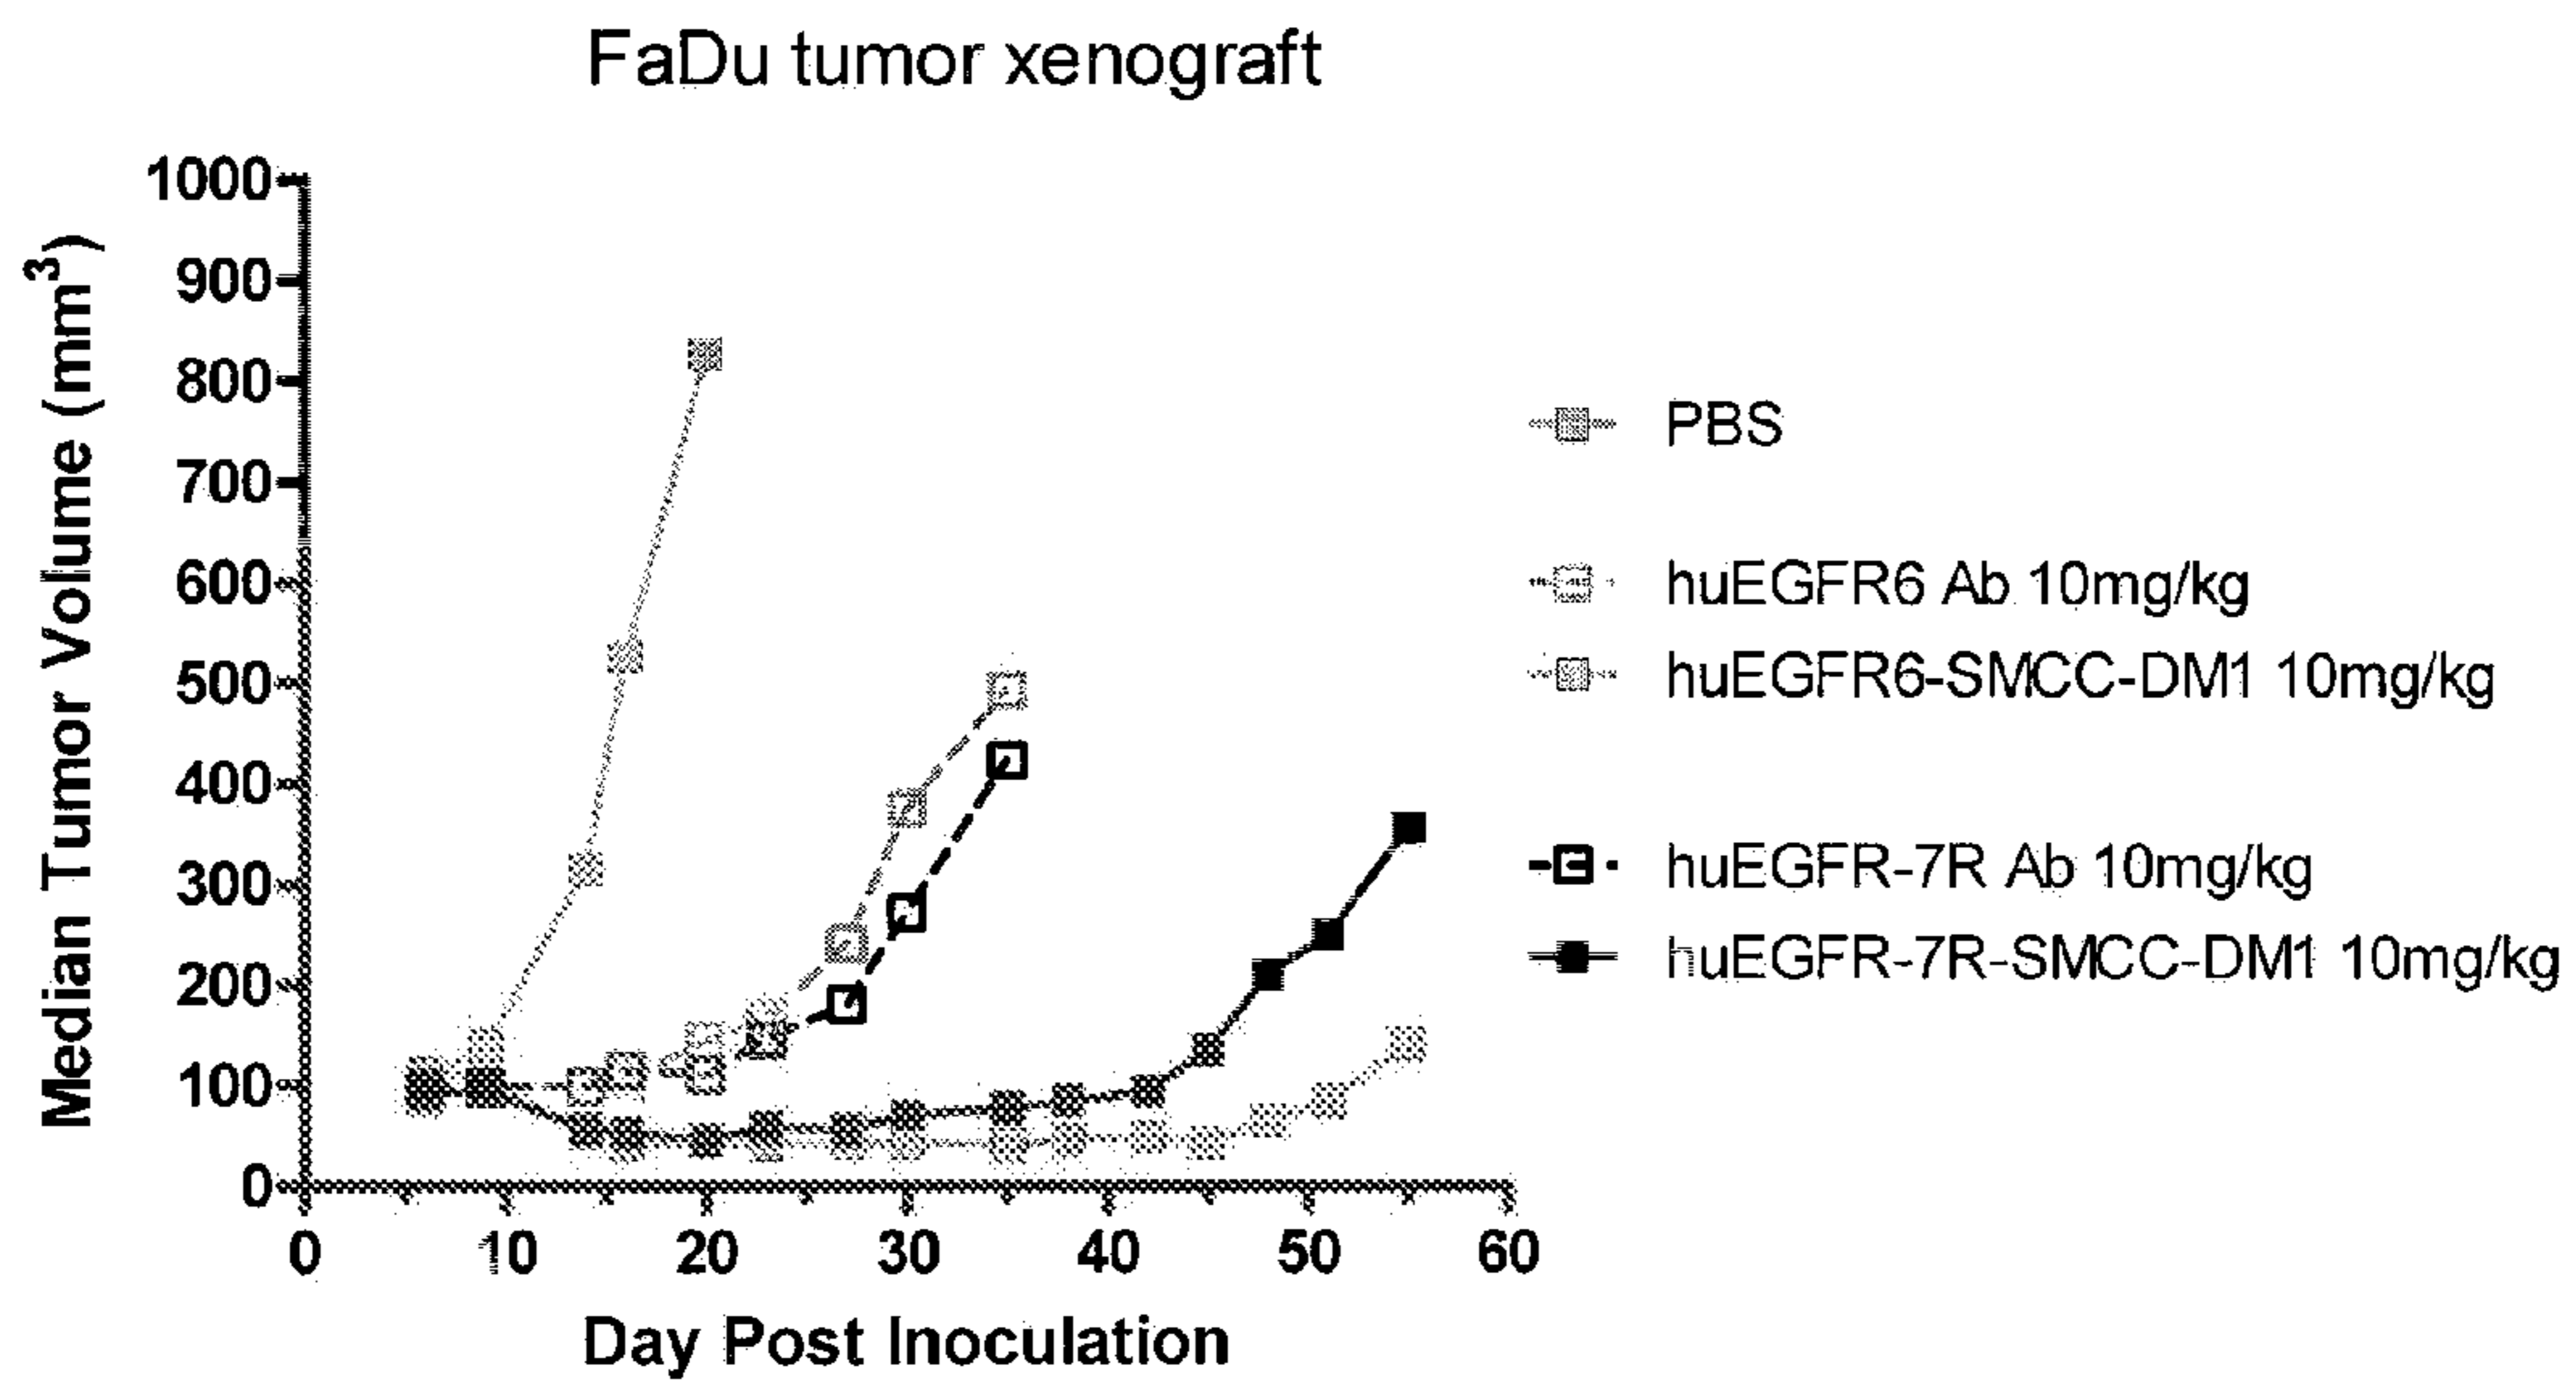 FaDu tumor xenograft
Median Tumor Volume (mm³)
1000
900
800
700
600
500
400
300
200
100
0
0 10 20 30 40 50 60
Day Post Inoculation
PBS
huEGFR6 Ab 10mg/kg
huEGFR6-SMCC-DM1 10mg/kg
huEGFR-7R Ab 10mg/kg
huEGFR-7R-SMCC-DM1 10mg/kg